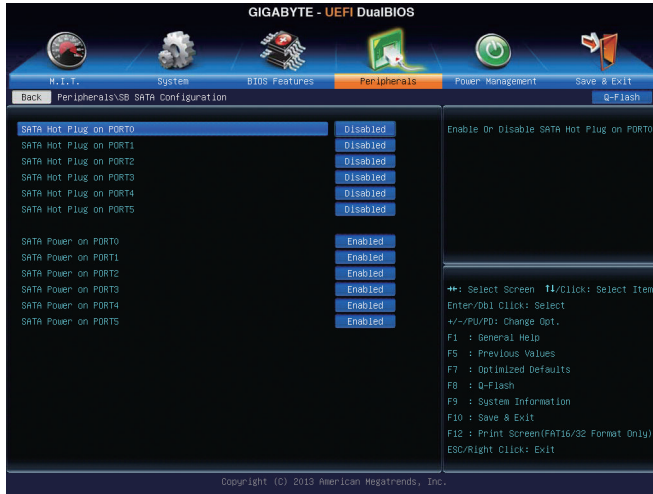 GIGABYTE - UEFI DualBIOS
M.I.T. System BIOS Features Peripherals Power Management Save & Exit
Back Peripherals\SB SATA Configuration Q-Flash
SATA Hot Plug on PORT0 Disabled
SATA Hot Plug on PORT1 Disabled
SATA Hot Plug on PORT2 Disabled
SATA Hot Plug on PORT3 Disabled
SATA Hot Plug on PORT4 Disabled
SATA Hot Plug on PORT5 Disabled
SATA Power on PORT0 Enabled
SATA Power on PORT1 Enabled
SATA Power on PORT2 Enabled
SATA Power on PORT3 Enabled
SATA Power on PORT4 Enabled
SATA Power on PORT5 Enabled
Enable Or Disable SATA Hot Plug on PORT0
→←: Select Screen ↑↓/Click: Select Item
Enter/Dbl Click: Select
+/-/PU/PD: Change Opt.
F1 : General Help
F5 : Previous Values
F7 : Optimized Defaults
F8 : Q-Flash
F9 : System Information
F10 : Save & Exit
F12 : Print Screen(FAT16/32 Format Only)
ESC/Right Click: Exit
Copyright (C) 2013 American Megatrends, Inc.